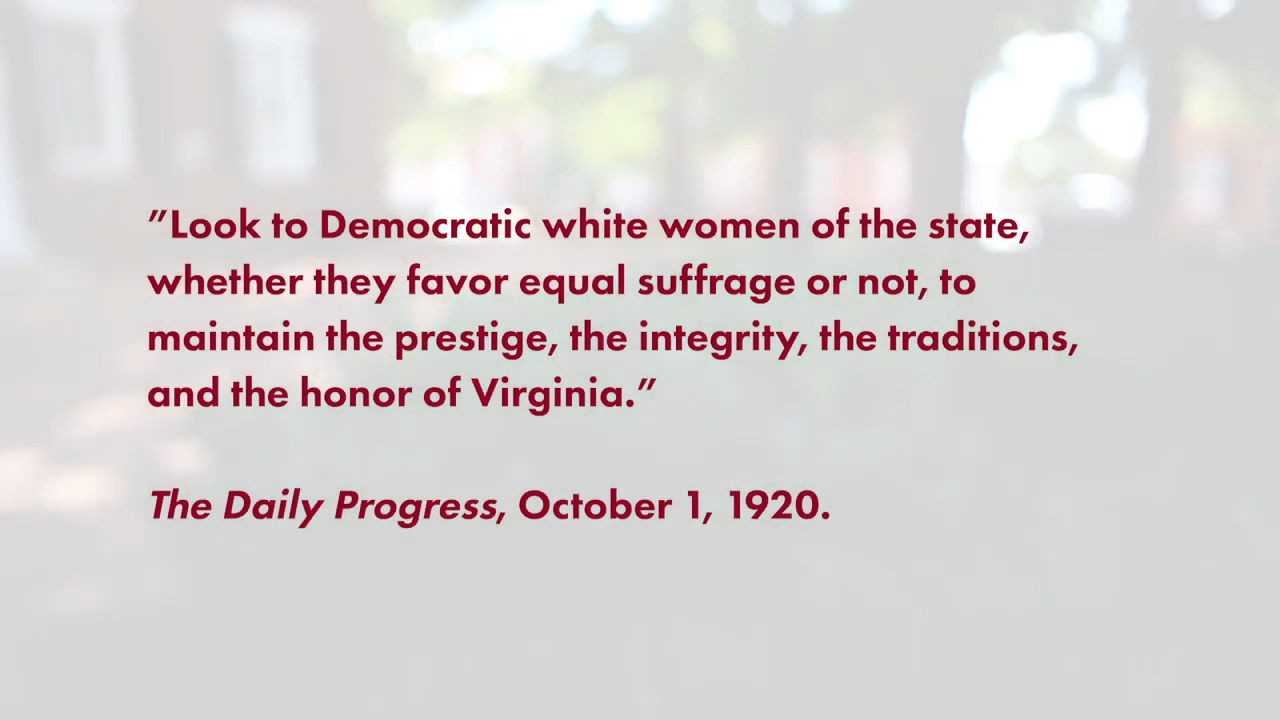 ”Look to Democratic white women of the state,
whether they favor equal suffrage or not, to
maintain the prestige, the integrity, the traditions,
and the honor of Virginia.”
The Daily Progress, October 1, 1920.